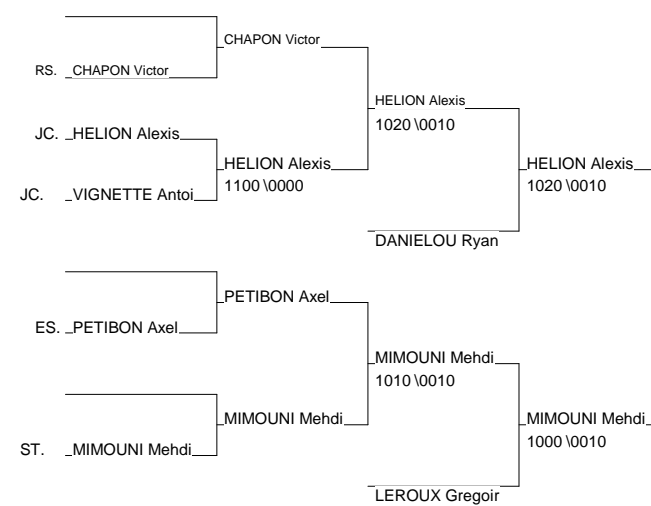 CHAPON Victor
RS. CHAPON Victor
HELION Alexis
1020 \0010
JC. HELION Alexis
HELION Alexis
1100 \0000
HELION Alexis
1020 \0010
JC. VIGNETTE Antoi
DANIELOU Ryan
PETIBON Axel
ES. PETIBON Axel
MIMOUNI Mehdi
1010 \0010
MIMOUNI Mehdi
MIMOUNI Mehdi
1000 \0010
ST. MIMOUNI Mehdi
LEROUX Gregoir